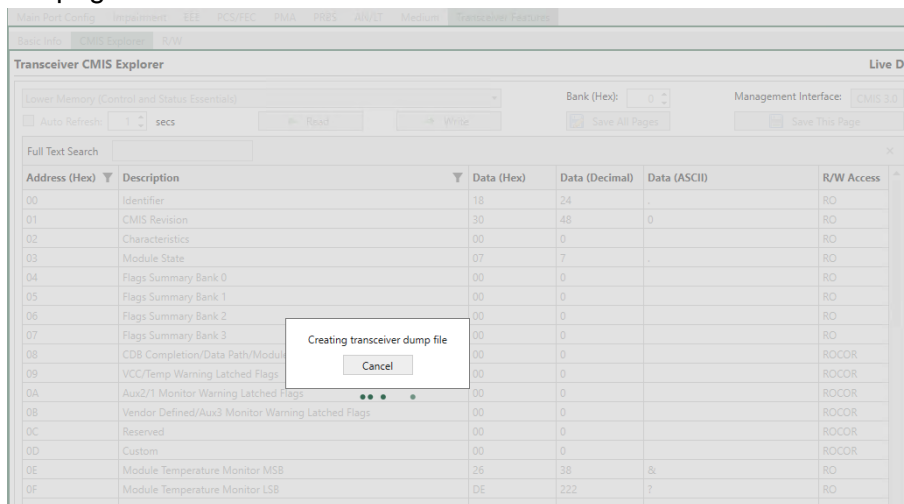 Main Port Config Impairment EEE PCS/FEC PMA PRBS AN/LT Medium Transceiver Features
Basic Info CMIS Explorer R/W
Transceiver CMIS Explorer Live D
Lower Memory (Control and Status Essentials) Bank (Hex): 0 Management Interface: CMIS 3.0
Auto Refresh: 1 secs Read Write Save All Pages Save This Page
Full Text Search
Address (Hex) Description Data (Hex) Data (Decimal) Data (ASCII) R/W Access
00 Identifier 18 24 . RO
01 CMIS Revision 30 48 0 RO
02 Characteristics 00 0 RO
03 Module State 07 7 . RO
04 Flags Summary Bank 0 00 0 RO
05 Flags Summary Bank 1 00 0 RO
06 Flags Summary Bank 2 00 0 RO
07 Flags Summary Bank 3 00 0 RO
Creating transceiver dump file
08 CDB Completion/Data Path/Module 00 0 ROCOR
Cancel
09 VCC/Temp Warning Latched Flags 00 0 ROCOR
0A Aux2/1 Monitor Warning Latched Flags 00 0 ROCOR
0B Vendor Defined/Aux3 Monitor Warning Latched Flags 00 0 ROCOR
0C Reserved 00 0 ROCOR
0D Custom 00 0 ROCOR
0E Module Temperature Monitor MSB 26 38 & RO
0F Module Temperature Monitor LSB DE 222 ? RO